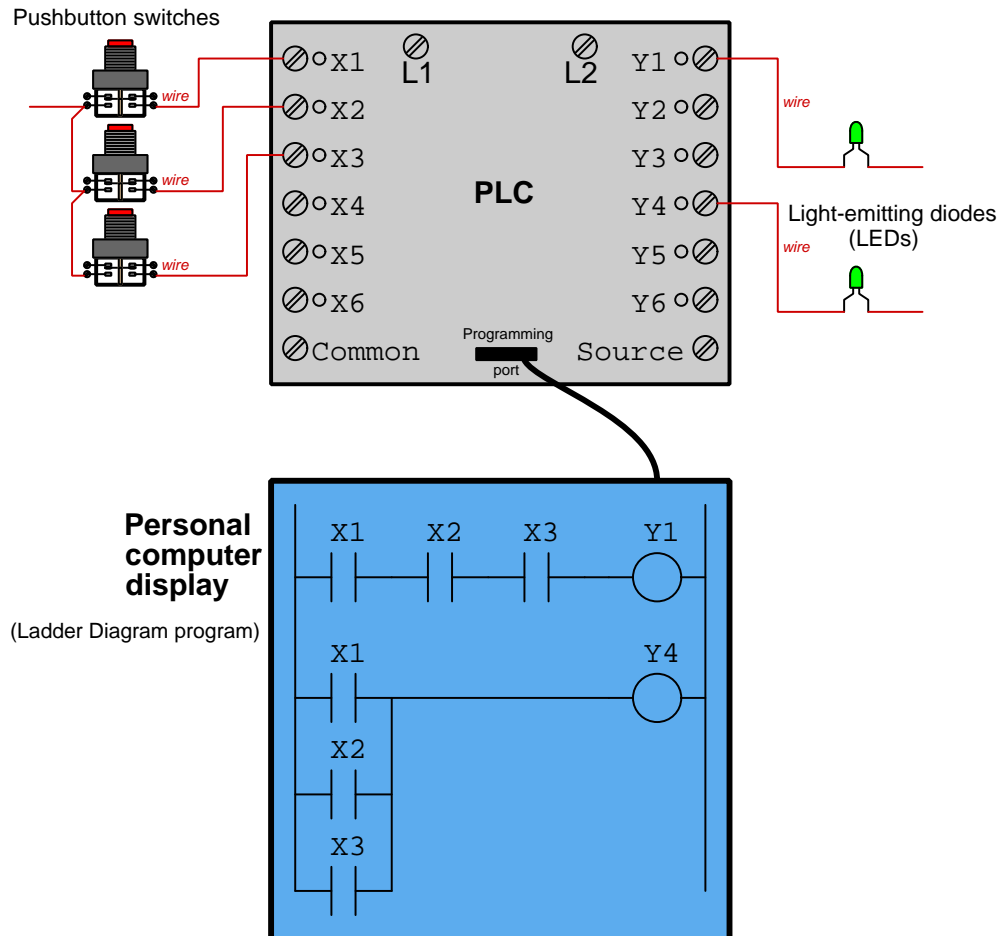 Pushbutton switches
wire
wire
wire
X1
X2
X3
X4
X5
X6
Common
L1
L2
PLC
Programming
port
Y1
Y2
Y3
Y4
Y5
Y6
Source
wire
wire
Light-emitting diodes
(LEDs)
Personal
computer
display
(Ladder Diagram program)
X1 X2 X3 Y1
X1 Y4
X2
X3